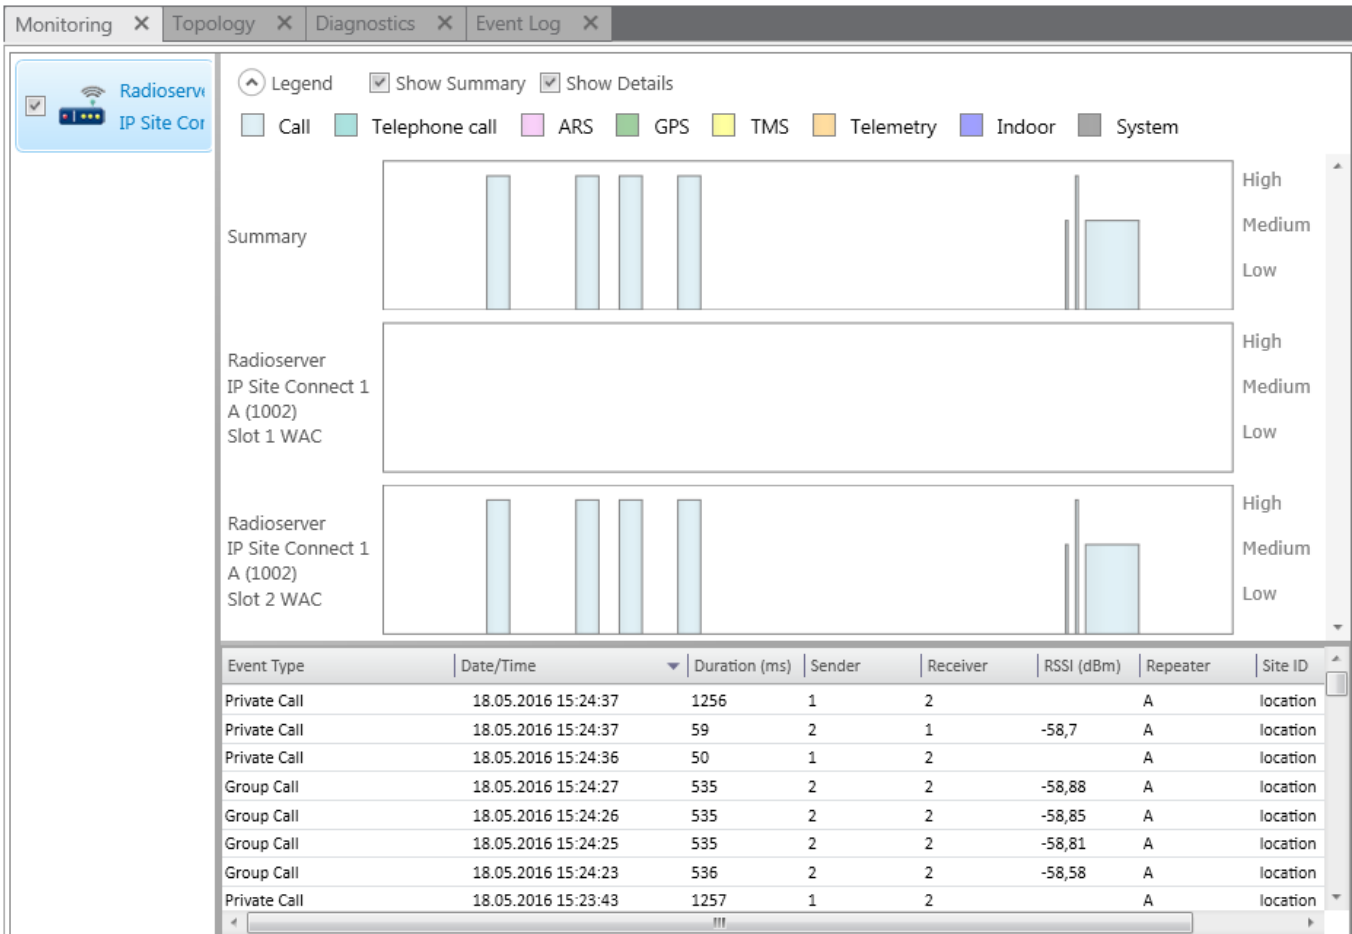 Monitoring Topology Diagnostics Event Log
Radioserve
IP Site Cor
Legend Show Summary Show Details
Call Telephone call ARS GPS TMS Telemetry Indoor System
Summary
High
Medium
Low
Radioserver
IP Site Connect 1
A (1002)
Slot 1 WAC
High
Medium
Low
Radioserver
IP Site Connect 1
A (1002)
Slot 2 WAC
High
Medium
Low
Event Type Date/Time Duration (ms) Sender Receiver RSSI (dBm) Repeater Site ID
Private Call 18.05.2016 15:24:37 1256 1 2 A location
Private Call 18.05.2016 15:24:37 59 2 1 -58,7 A location
Private Call 18.05.2016 15:24:36 50 1 2 A location
Group Call 18.05.2016 15:24:27 535 2 2 -58,88 A location
Group Call 18.05.2016 15:24:26 535 2 2 -58,85 A location
Group Call 18.05.2016 15:24:25 535 2 2 -58,81 A location
Group Call 18.05.2016 15:24:23 536 2 2 -58,58 A location
Private Call 18.05.2016 15:23:43 1257 1 2 A location